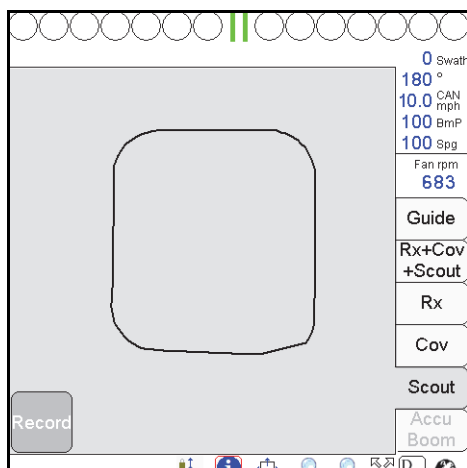 0 Swath
180 °
10.0 CAN mph
100 BmP
100 Spg
Fan rpm
683
Guide
Rx+Cov
+Scout
Rx
Cov
Scout
Accu
Boom
Record
D